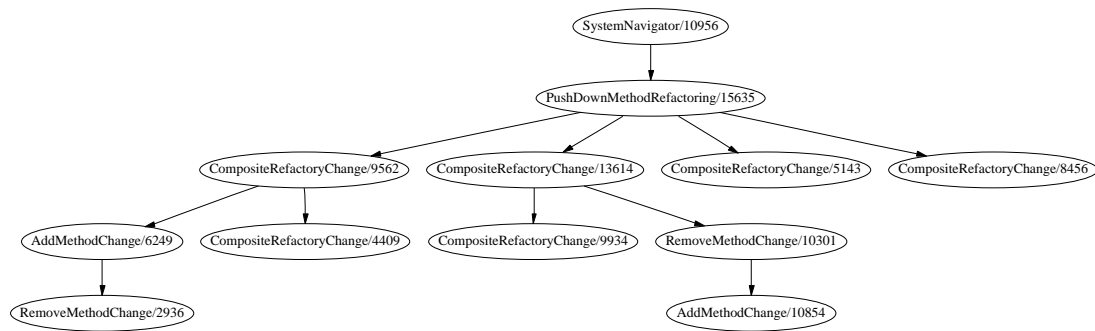 SystemNavigator/10956
PushDownMethodRefactoring/15635
CompositeRefactoryChange/9562
CompositeRefactoryChange/13614
CompositeRefactoryChange/5143
CompositeRefactoryChange/8456
AddMethodChange/6249
CompositeRefactoryChange/4409
CompositeRefactoryChange/9934
RemoveMethodChange/10301
RemoveMethodChange/2936
AddMethodChange/10854